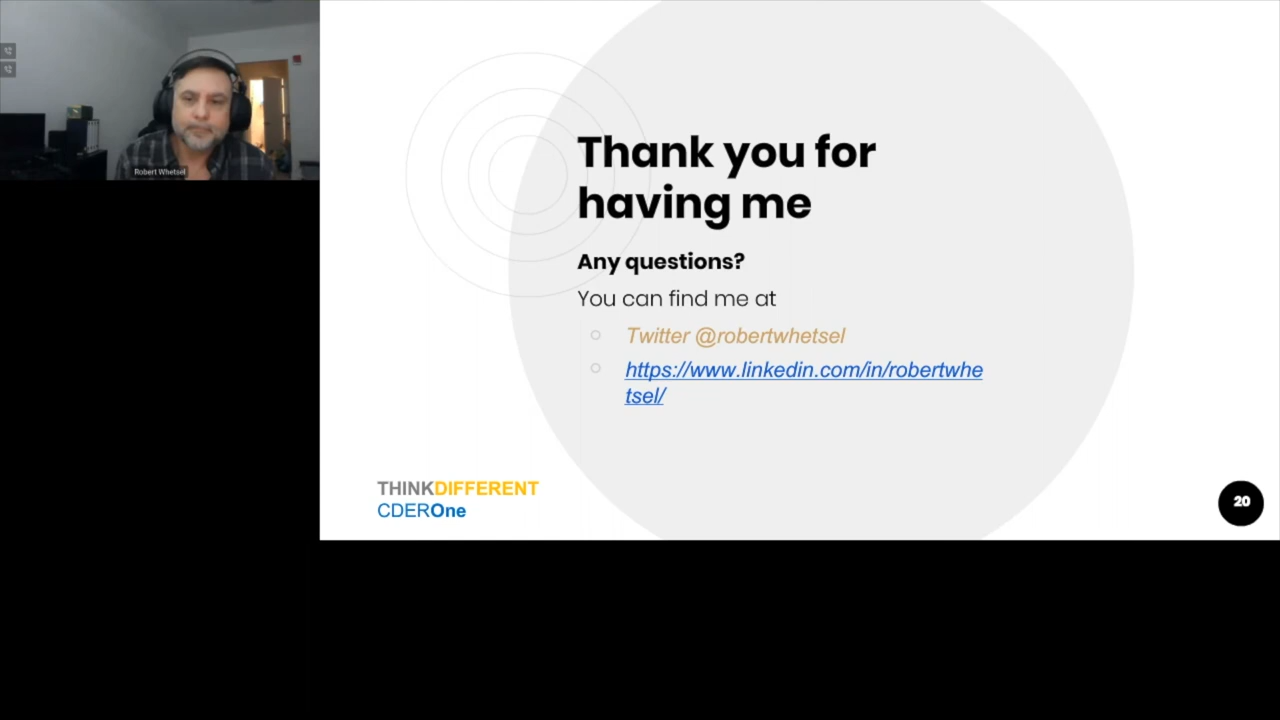 Robert Whetsel
Thank you for
having me
Any questions?
You can find me at
Twitter @robertwhetsel
https://www.linkedin.com/in/robertwhe
tsel/
THINKDIFFERENT
CDEROne
20